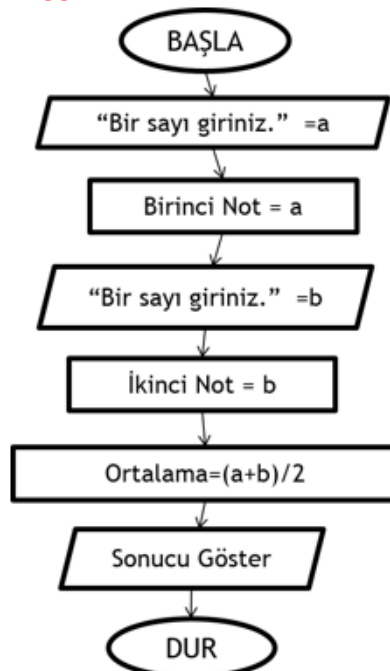 BAŞLA
“Bir sayı giriniz.” =a
Birinci Not = a
“Bir sayı giriniz.” =b
İkinci Not = b
Ortalama=(a+b)/2
Sonucu Göster
DUR